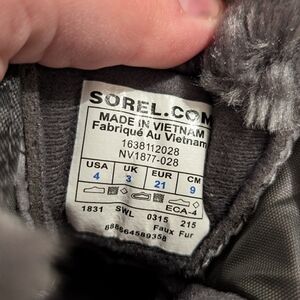 SOREL.COM
MADE IN VIETNAM
Fabriqué Au Vietnam
1638112028
NV1877-028
USA UK EUR CM
4 3 21 9
ECA-4
1831 SWL 0315 215
Faux Fur